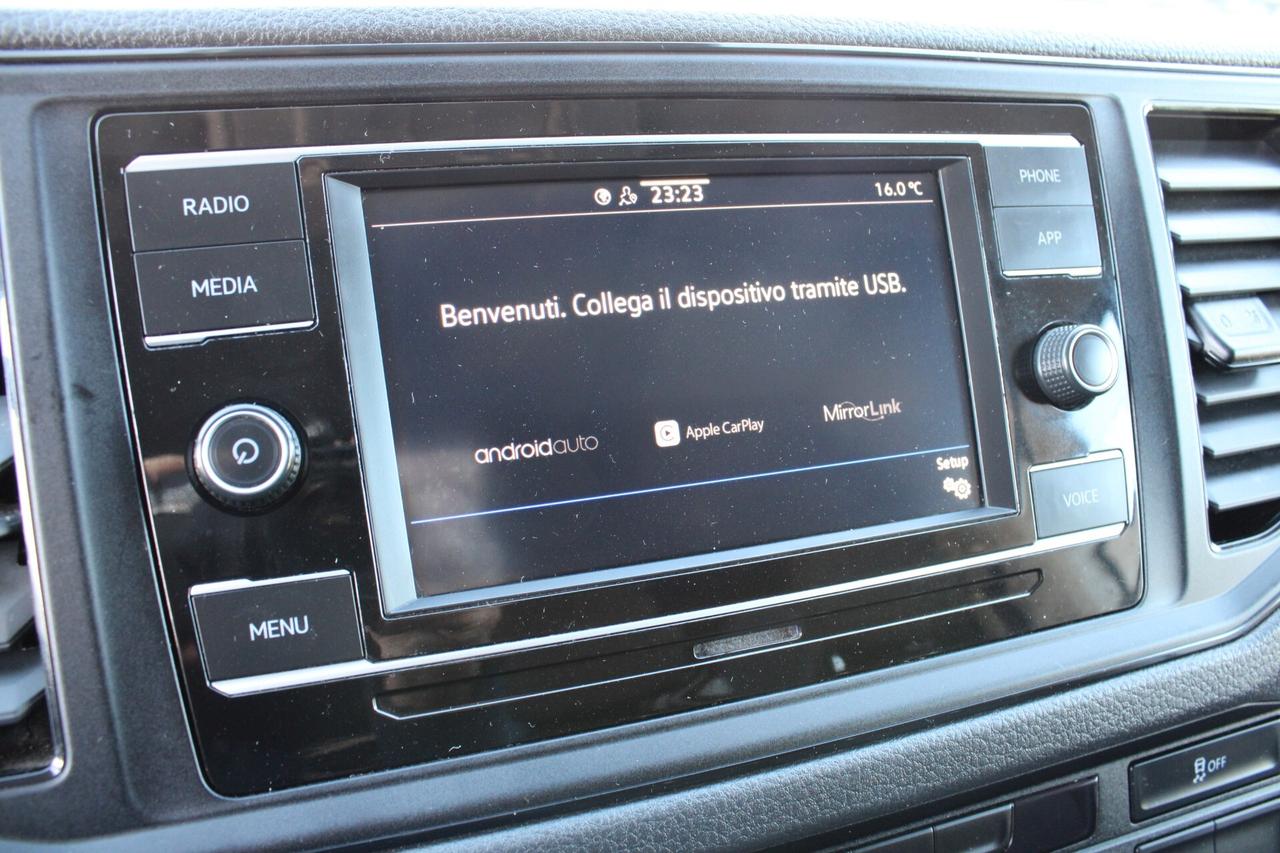 23:23
16.0 °C
RADIO
MEDIA
MENU
Benvenuti. Collega il dispositivo tramite USB.
androidauto
Apple CarPlay
MirrorLink
Setup
PHONE
APP
VOICE
OFF